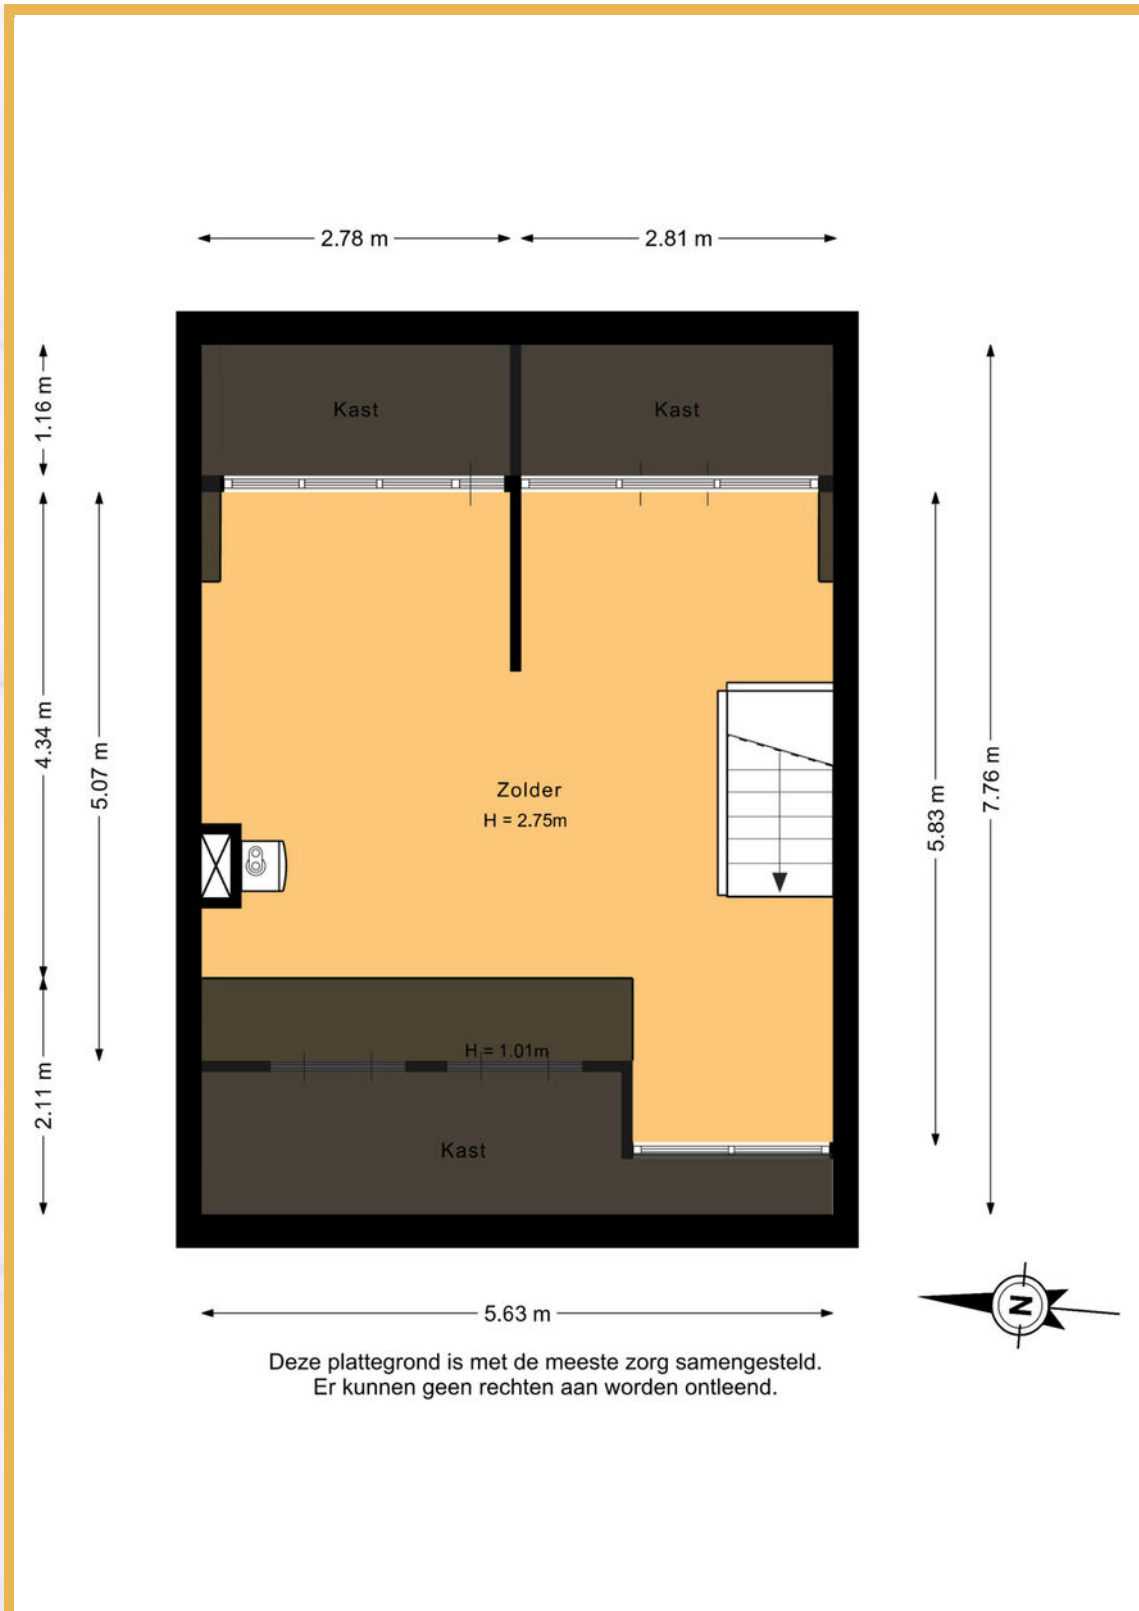 2.78 m
2.81 m
1.16 m
Kast
Kast
4.34 m
5.07 m
Zolder
H = 2.75m
5.83 m
7.76 m
2.11 m
H = 1.01m
Kast
5.63 m
N
Deze plattegrond is met de meeste zorg samengesteld.
Er kunnen geen rechten aan worden ontleend.